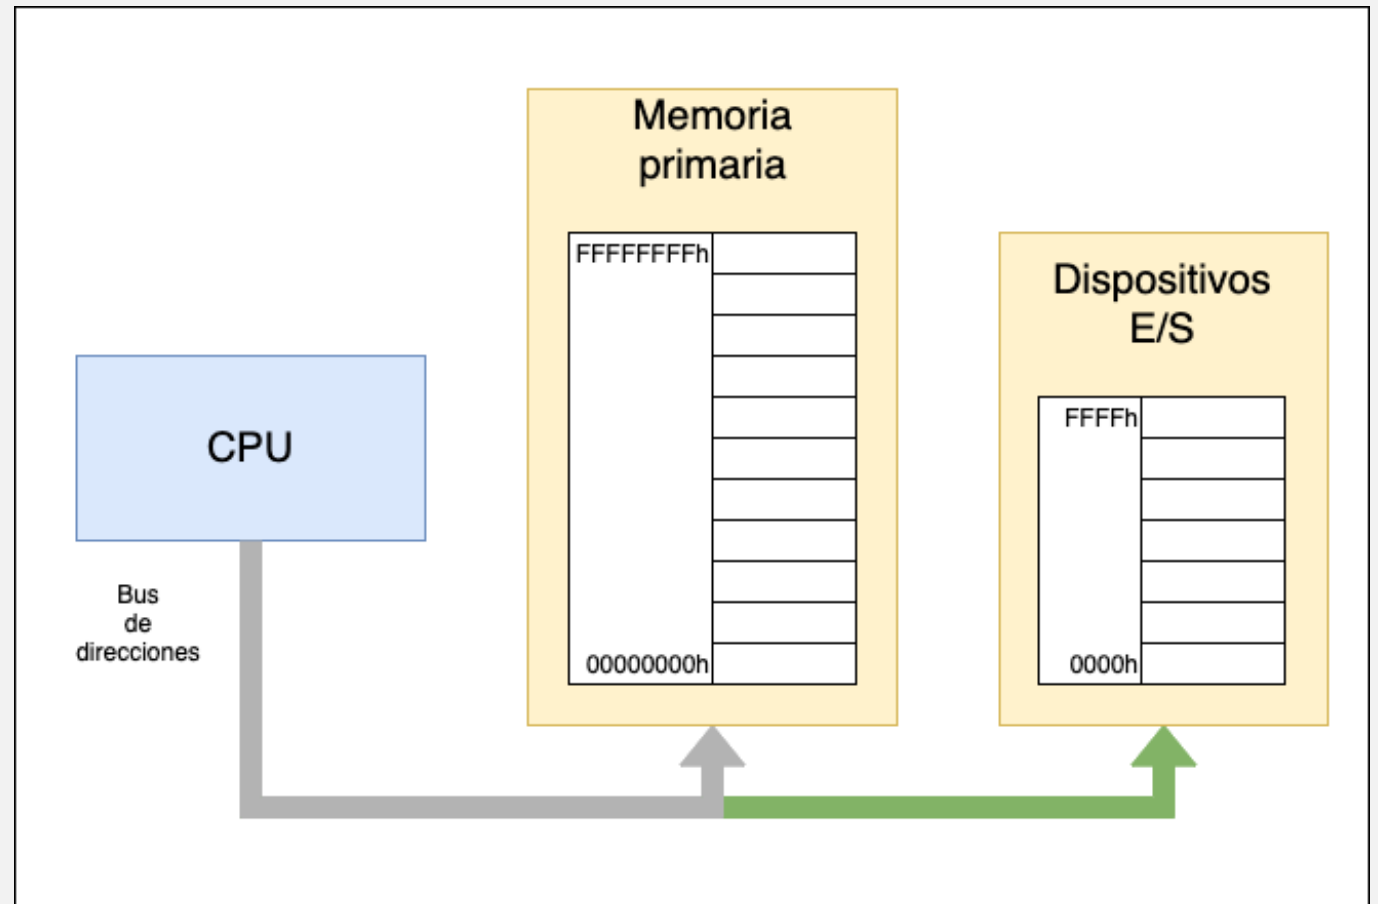 Memoria
primaria
FFFFFFFFh
00000000h
Dispositivos
E/S
FFFFh
0000h
CPU
Bus
de
direcciones